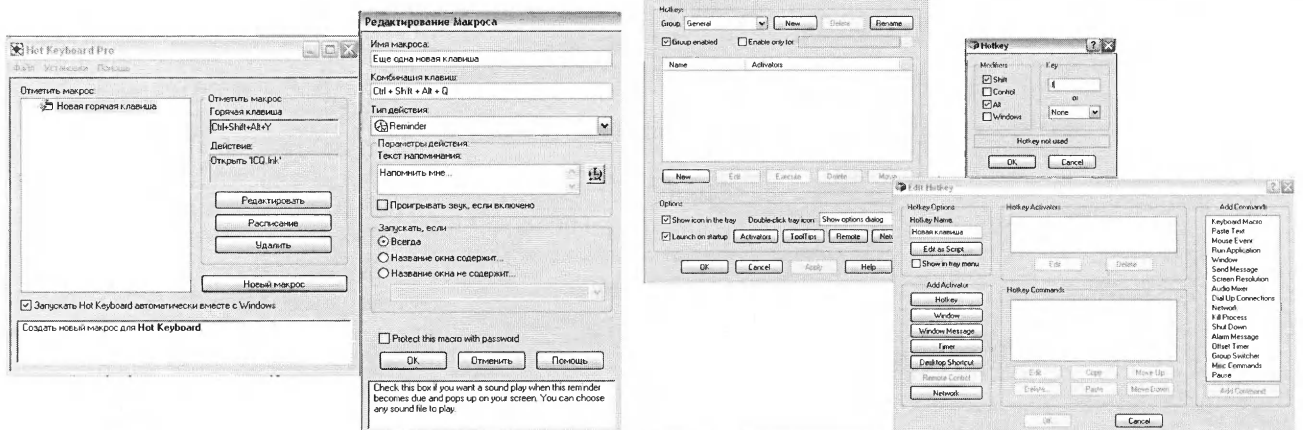 Hot Keyboard Pro
Файл Установки Помощь
Отметить макрос:
Новая горячая клавиша
Отметить макрос
Горячая клавиша
Ctrl+Shift+Alt+Y
Действие:
Открыть 'ICQ.lnk'
Редактировать
Расписание
Удалить
Новый макрос
Запускать Hot Keyboard автоматически вместе с Windows
Создать новый макрос для Hot Keyboard
Редактирование Макроса
Имя макроса:
Еще одна новая клавиша
Комбинация клавиш:
Ctrl + Shift + Alt + Q
Тип действия:
Reminder
Параметры действия:
Текст напоминания:
Напомнить мне...
Проигрывать звук, если включено
Запускать, если
Всегда
Название окна содержит...
Название окна не содержит...
Protect this macro with password
OK Отменить Помощь
Check this box if you want a sound play when this reminder
becomes due and pops up on your screen. You can choose
any sound file to play.
Hotkeys
Group: General New Delete Rename
Group enabled Enable only for:
Name Activators
New Edit Execute Delete Move
Options
Show icon in the tray Double-click tray icon: Show options dialog
Launch on startup Activators ToolTips Remote
OK Cancel Apply Help
Hotkey
Modifiers Key
Shift
Control
Alt
Windows
or
None
Hotkey not used
OK Cancel
Edit Hotkey
Hotkey Options
Hotkey Name
Новая клавиша
Edit as Script
Show in tray menu
Add Activator
Hotkey
Window
Window Message
Timer
Desktop Shortcut
Remote Control
Network
Hotkey Activators
Edit Delete
Hotkey Commands
Edit Copy Move Up
Delete... Paste Move Down
Add Commands
Keyboard Macro
Paste Text
Mouse Event
Run Application
Window
Send Message
Screen Resolution
Audio Mixer
Dial Up Connections
Network
Kill Process
Shut Down
Alarm Message
Offset Timer
Group Switcher
Misc Commands
Pause
Add Command
OK Cancel